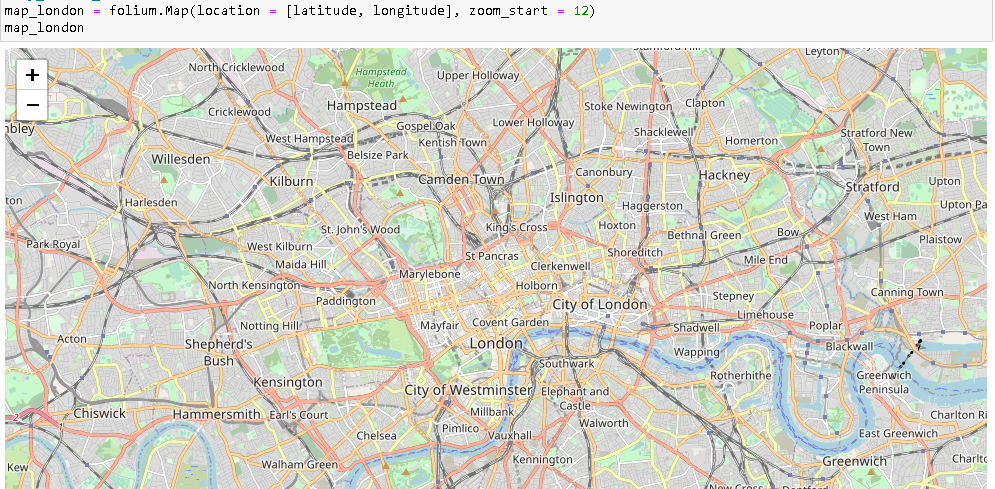 map_london = folium.Map(location = [latitude, longitude], zoom_start = 12)
map_london
+
−
North Cricklewood
Hampstead
Heath
Upper Holloway
Leyton
Cricklewood
Hampstead
Stoke Newington
Clapton
Gospel Oak
Lower Holloway
West Hampstead
Kentish Town
Shacklewell
Homerton
Stratford New
Town
Willesden
Belsize Park
Camden Town
Canonbury
Hackney
Stratford
Upton
Kilburn
Islington
Harlesden
Haggerston
West Ham
Upton Pa
Park Royal
St. John's Wood
King's Cross
Hoxton
Bethnal Green
Bow
Plaistow
West Kilburn
St Pancras
Shoreditch
Mile End
Maida Hill
Marylebone
Clerkenwell
North Kensington
Holborn
Stepney
Canning Town
Paddington
City of London
Limehouse
Notting Hill
Mayfair
Covent Garden
Shadwell
Poplar
Acton
Shepherd's
Bush
London
Wapping
Blackwall
Southwark
Rotherhithe
Greenwich
Peninsula
Kensington
City of Westminster
Elephant and
Castle
Chiswick
Hammersmith
Earl's Court
Millbank
Walworth
Charlton Ri
Pimlico
Vauxhall
East Greenwich
Chelsea
Kew
Walham Green
Kennington
Greenwich
New Cross